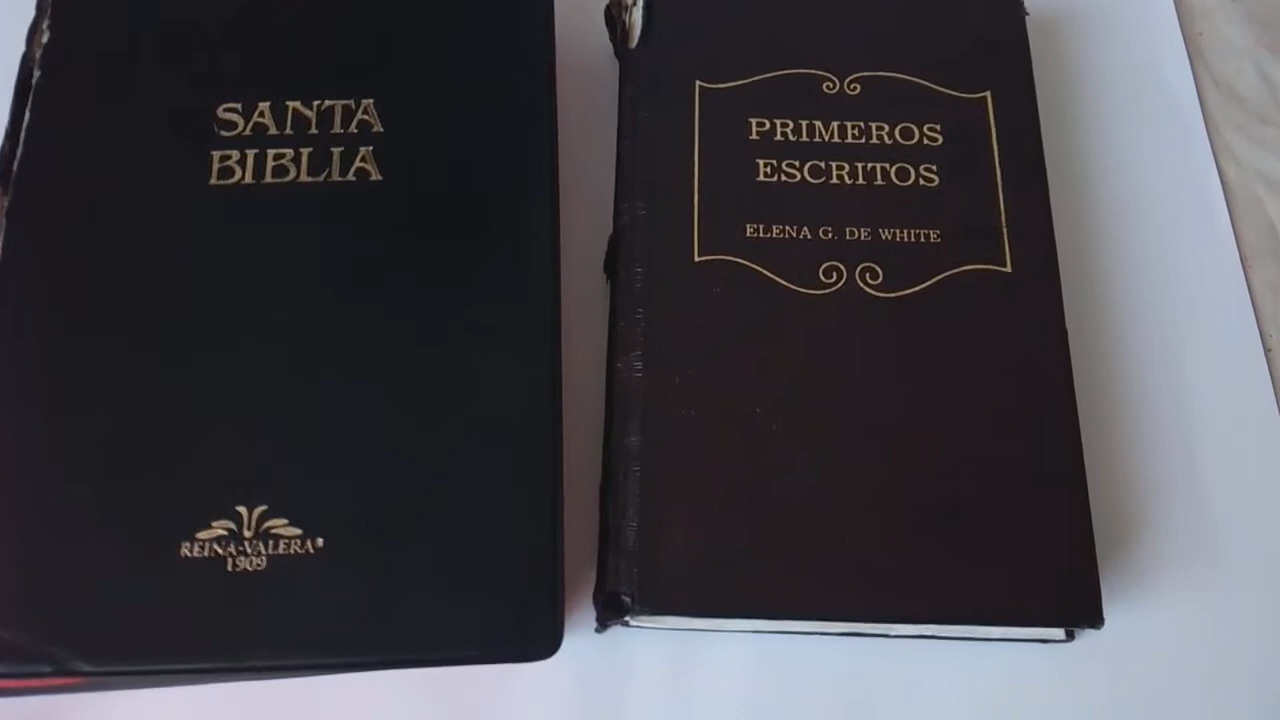 SANTA
BIBLIA
REINA-VALERA®
1909
PRIMEROS
ESCRITOS
ELENA G. DE WHITE